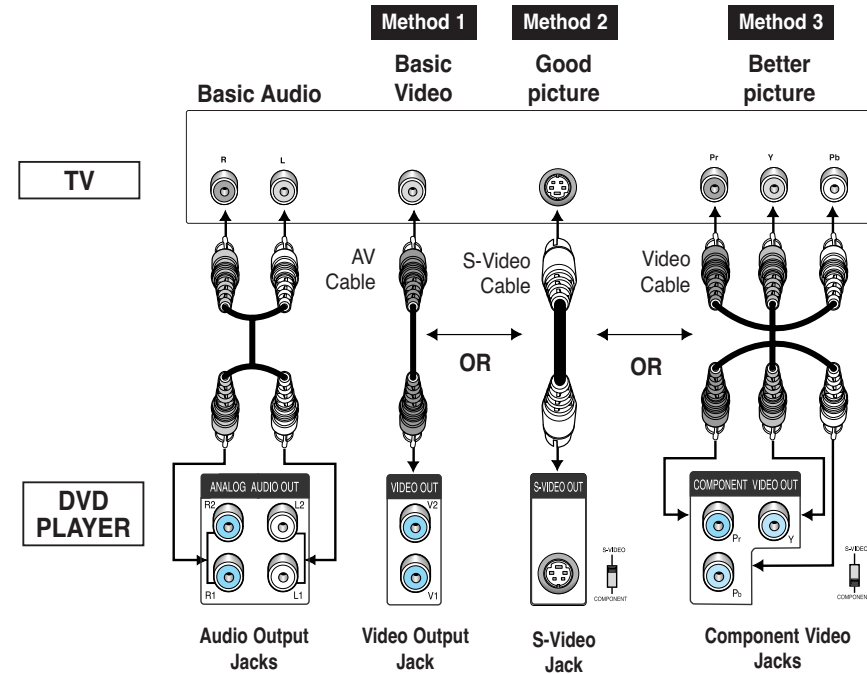 Method 1
Method 2
Method 3
Basic Audio
Basic
Video
Good
picture
Better
picture
TV
R
L
Pr
Y
Pb
AV
Cable
S-Video
Cable
Video
Cable
OR
OR
DVD
PLAYER
ANALOG AUDIO OUT
R2
L2
R1
L1
VIDEO OUT
V2
V1
S-VIDEO OUT
S-VIDEO
COMPONENT
COMPONENT VIDEO OUT
Pr
Y
Pb
S-VIDEO
COMPONENT
Audio Output
Jacks
Video Output
Jack
S-Video
Jack
Component Video
Jacks